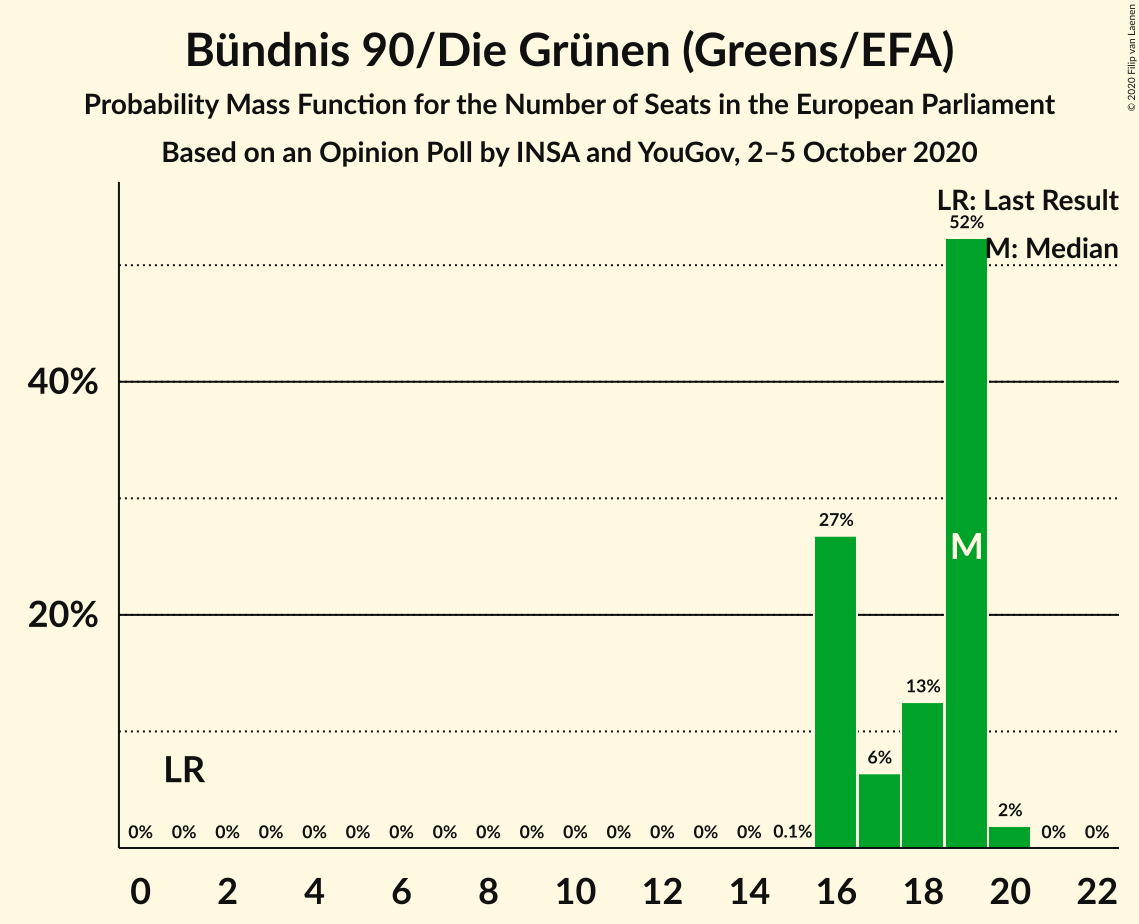 Bündnis 90/Die Grünen (Greens/EFA)
Probability Mass Function for the Number of Seats in the European Parliament
Based on an Opinion Poll by INSA and YouGov, 2–5 October 2020
© 2020 Filip van Laenen
LR: Last Result
52%
M: Median
40%
27%
M
20%
13%
6%
LR
2%
0% 0% 0% 0% 0% 0% 0% 0% 0% 0% 0% 0% 0% 0% 0% 0.1% 0% 0%
0 2 4 6 8 10 12 14 16 18 20 22